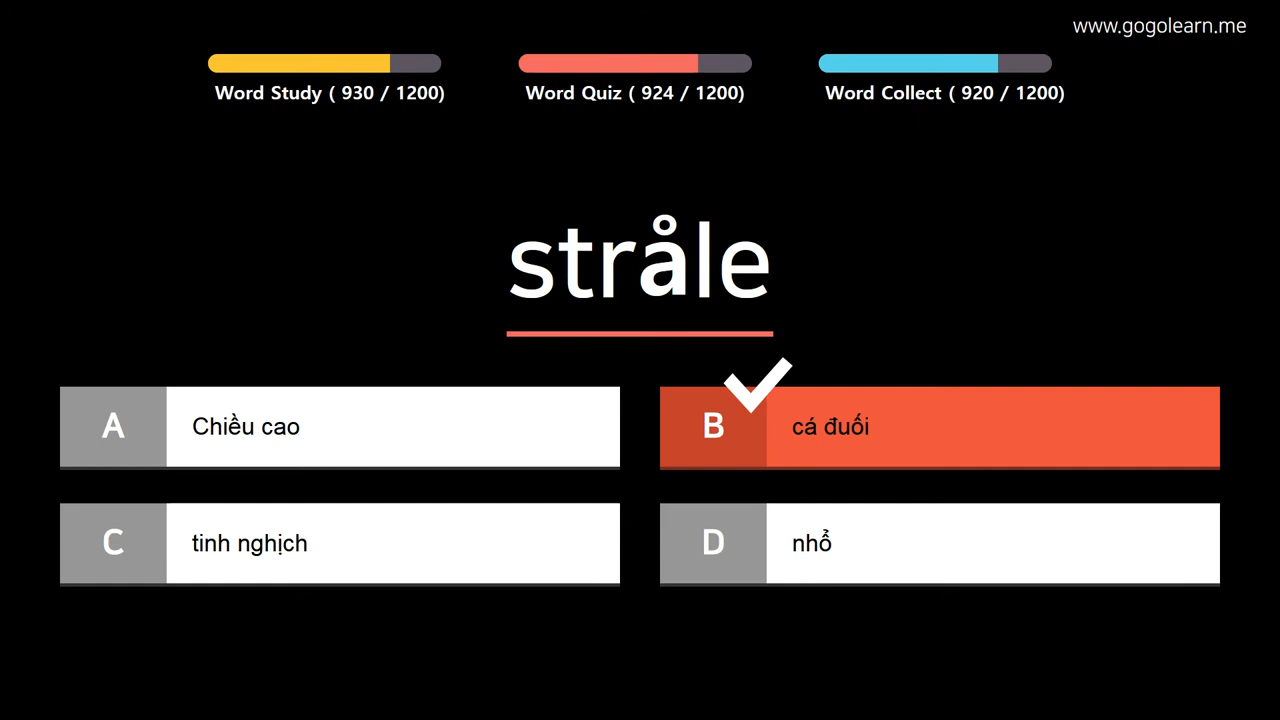 www.gogolearn.me
Word Study ( 930 / 1200)
Word Quiz ( 924 / 1200)
Word Collect ( 920 / 1200)
stråle
A Chiều cao
B cá đuối
C tinh nghịch
D nhổ